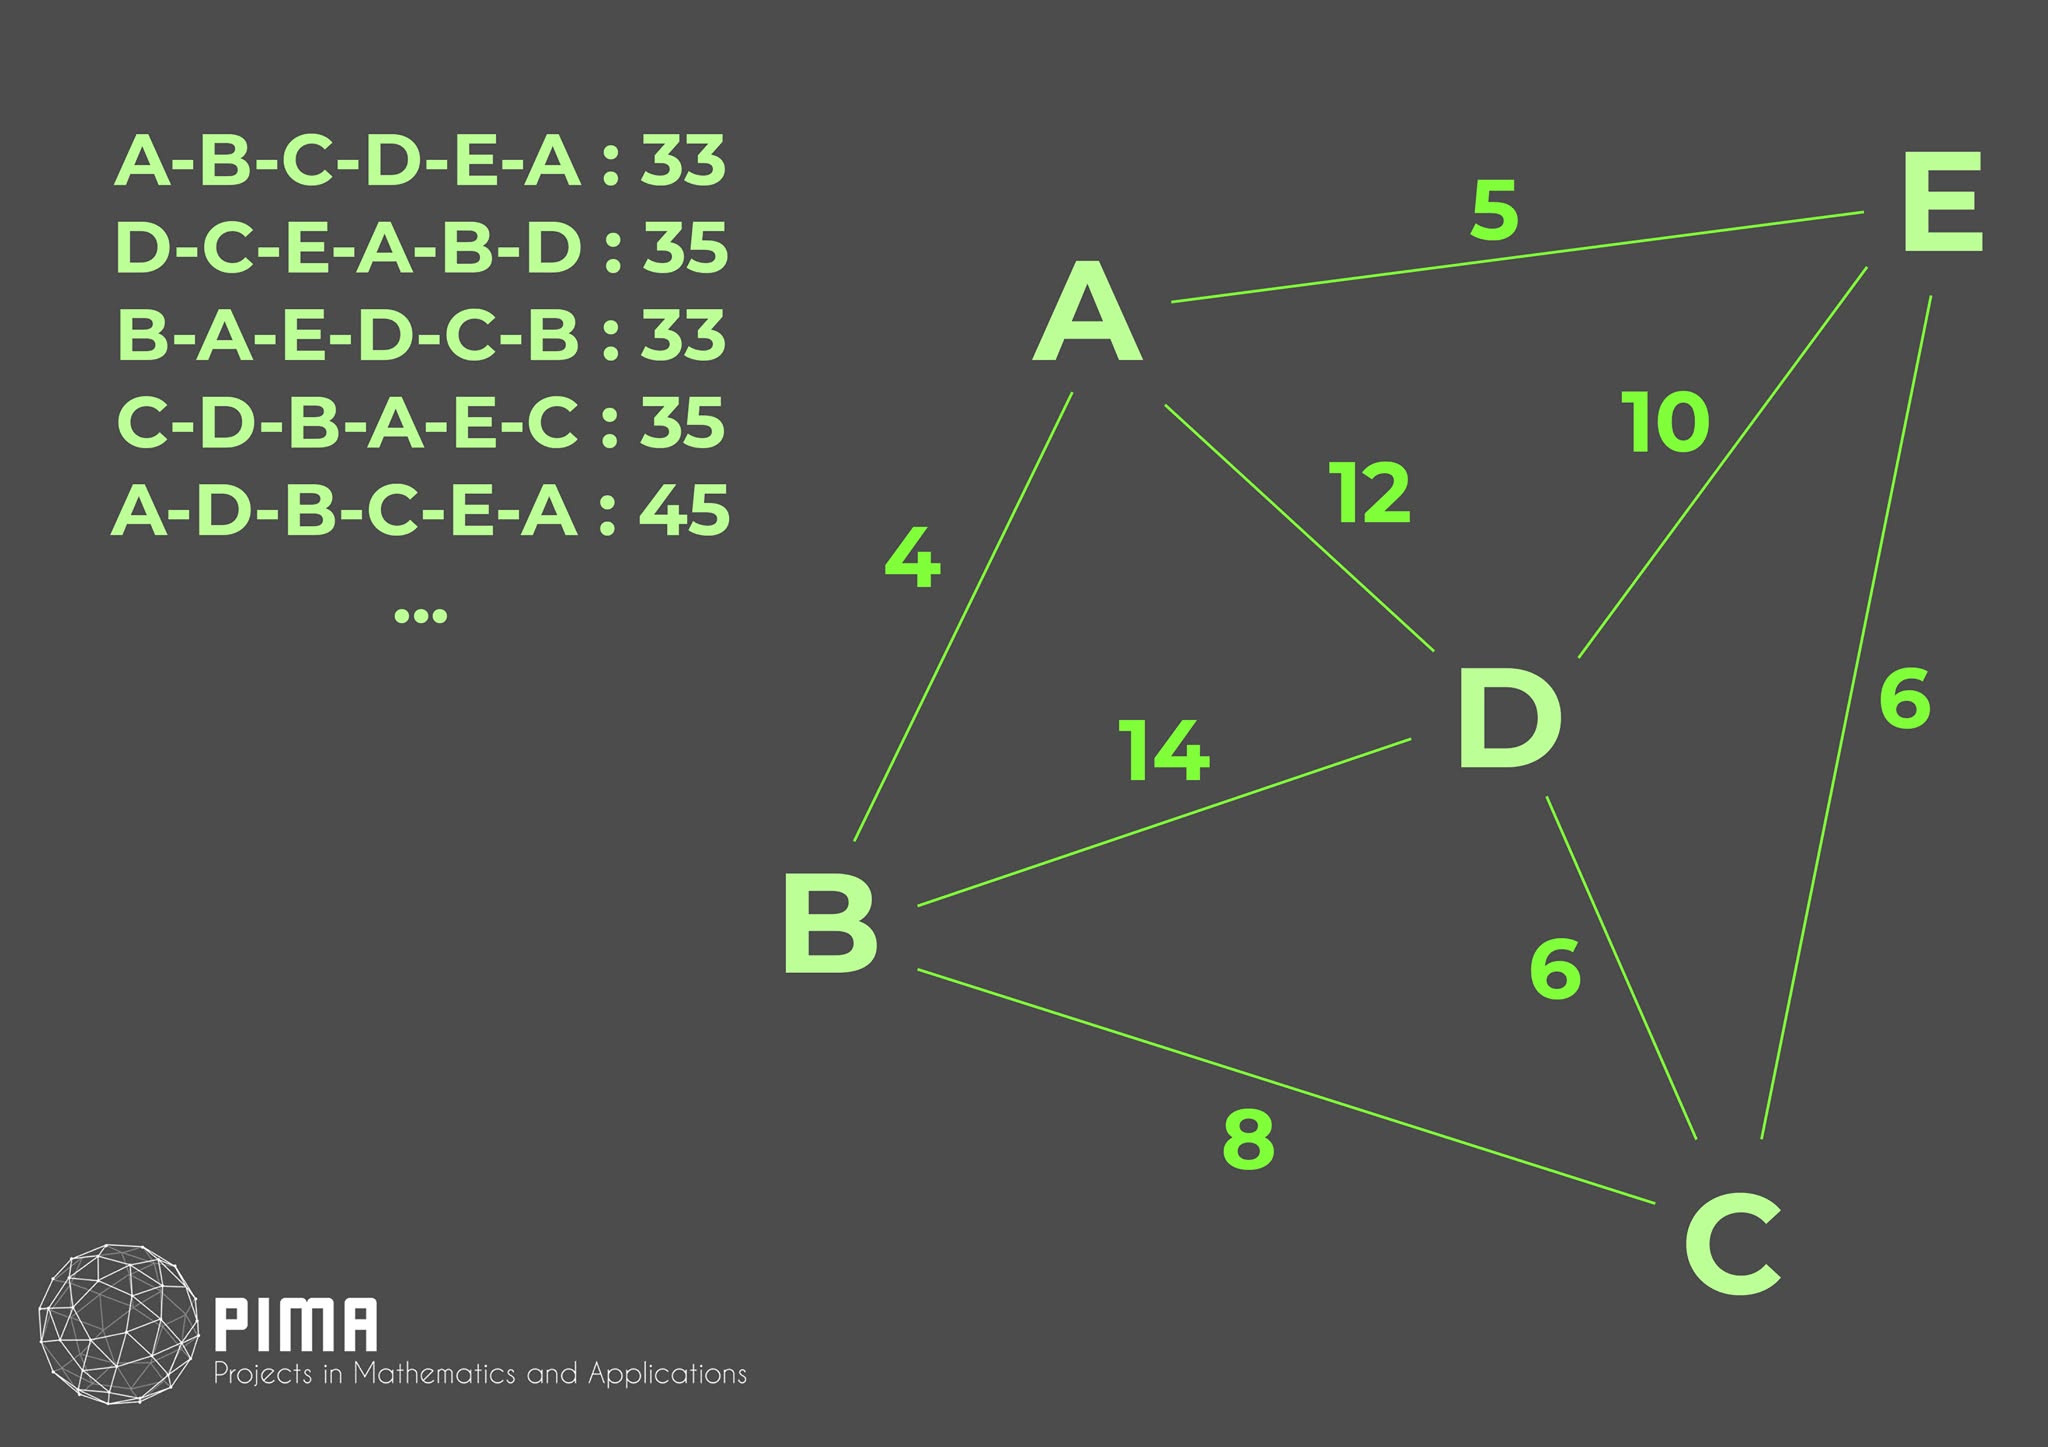 A-B-C-D-E-A : 33
D-C-E-A-B-D : 35
B-A-E-D-C-B : 33
C-D-B-A-E-C : 35
A-D-B-C-E-A : 45
...
E
5
A
10
12
4
6
D
14
B
6
8
C
PIMA
Projects in Mathematics and Applications